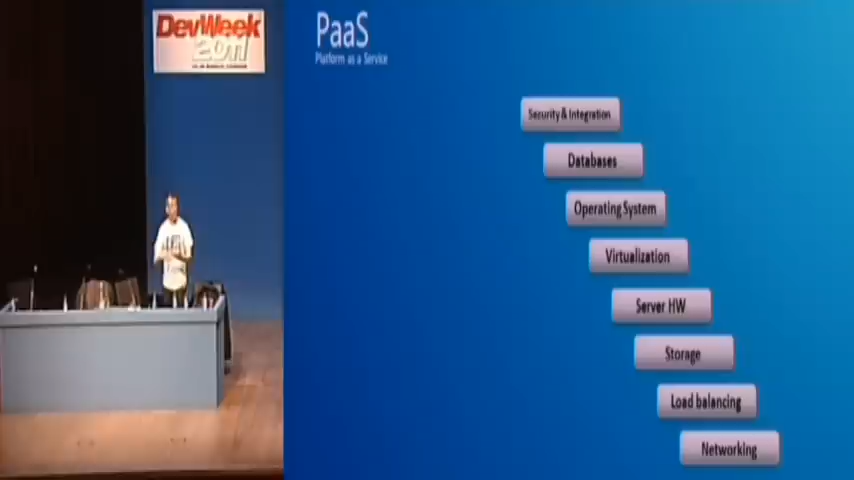 DevWeek
2011
PaaS
Platform as a Service
Security & Integration
Databases
Operating System
Virtualization
Server HW
Storage
Load balancing
Networking